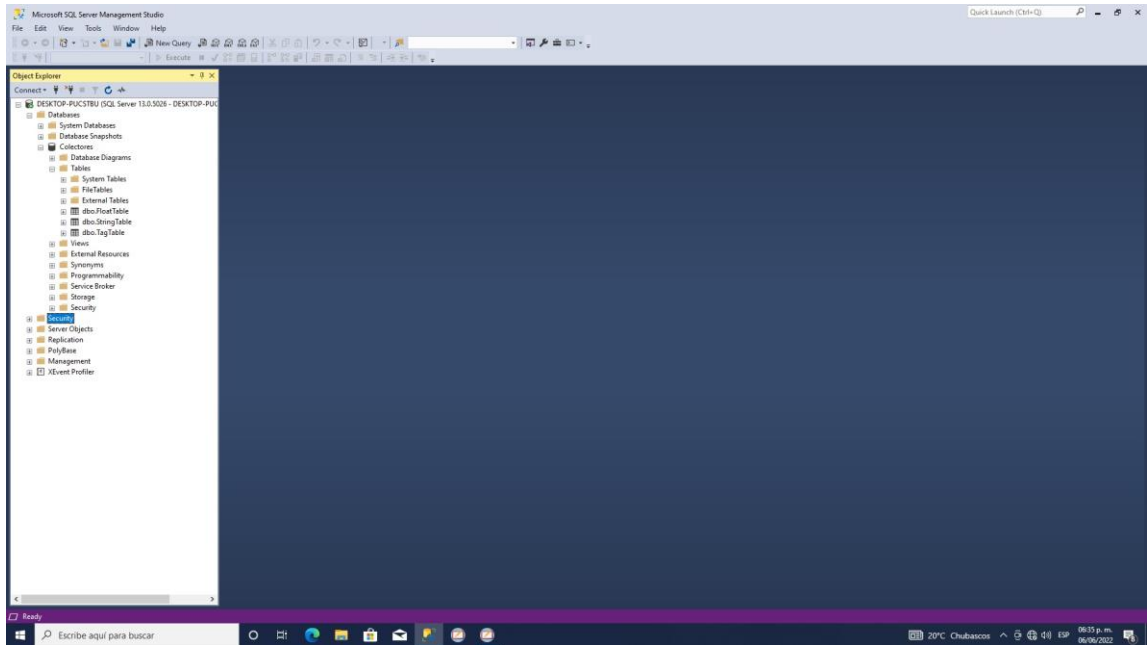 Microsoft SQL Server Management Studio
Quick Launch (Ctrl+Q)
File Edit View Tools Window Help
New Query
Execute
Object Explorer
Connect
DESKTOP-PUCSTBU (SQL Server 13.0.5026 - DESKTOP-PUC
Databases
System Databases
Database Snapshots
Colectores
Database Diagrams
Tables
System Tables
FileTables
External Tables
dbo.FloatTable
dbo.StringTable
dbo.TagTable
Views
External Resources
Synonyms
Programmability
Service Broker
Storage
Security
Security
Server Objects
Replication
PolyBase
Management
XEvent Profiler
Ready
Escribe aquí para buscar
20°C Chubascos
ESP
06:35 p. m.
06/06/2022